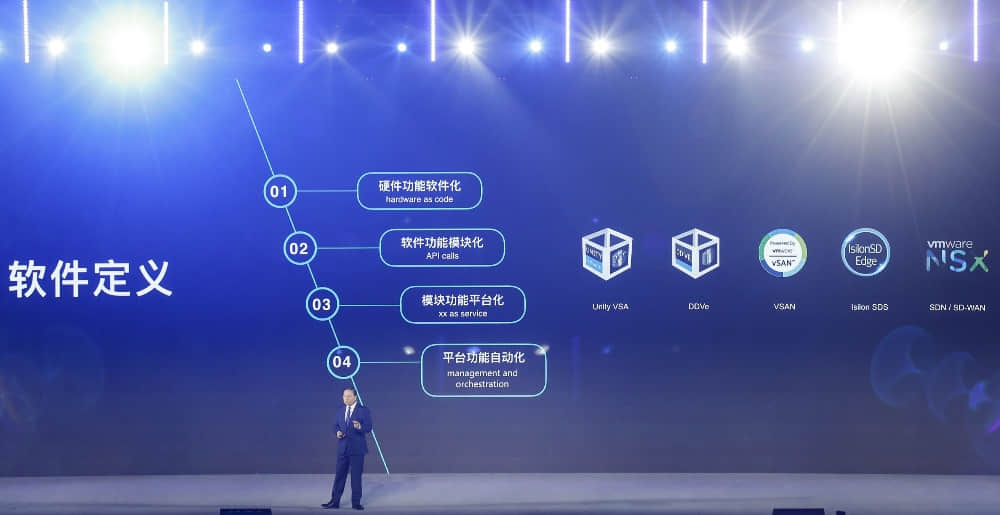 软件定义
01
硬件功能软件化
hardware as code
02
软件功能模块化
API calls
03
模块功能平台化
xx as service
04
平台功能自动化
management and
orchestration
UNITY
Unity VSA
DDVE
DDVe
Powered By
vmware
vSAN™
VSAN
IsilonSD
Edge
Isilon SDS
vmware
NSX
SDN / SD-WAN